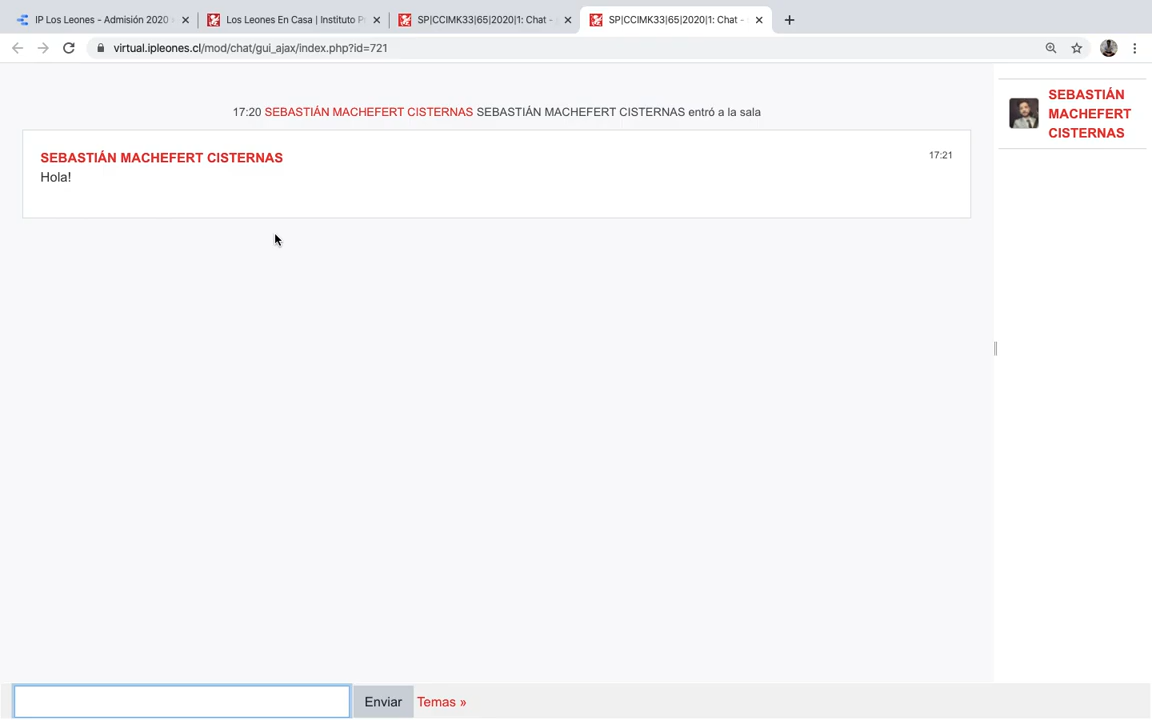 IP Los Leones - Admisión 2020
Los Leones En Casa | Instituto P
SP|CCIMK33|65|2020|1: Chat -
SP|CCIMK33|65|2020|1: Chat -
virtual.ipleones.cl/mod/chat/gui_ajax/index.php?id=721
17:20 SEBASTIÁN MACHEFERT CISTERNAS SEBASTIÁN MACHEFERT CISTERNAS entró a la sala
SEBASTIÁN MACHEFERT CISTERNAS
17:21
Hola!
SEBASTIÁN
MACHEFERT
CISTERNAS
Enviar
Temas »